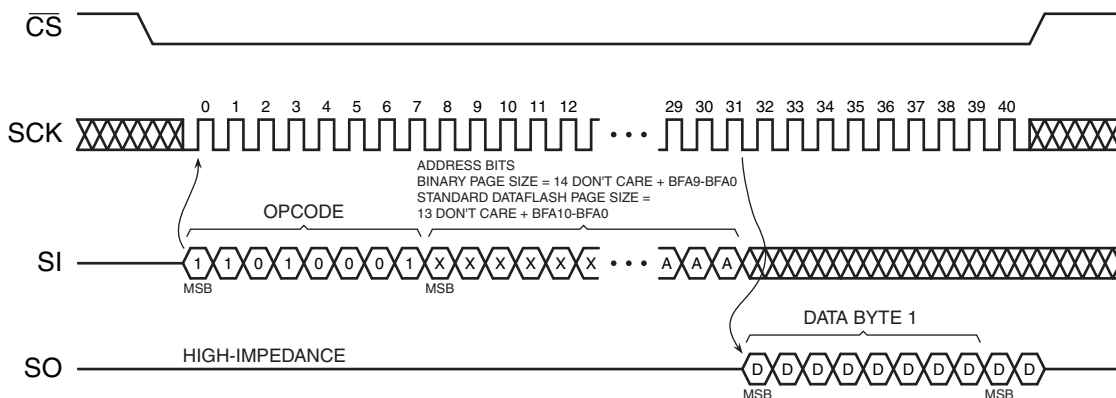 CS
0 1 2 3 4 5 6 7 8 9 10 11 12 29 30 31 32 33 34 35 36 37 38 39 40
SCK
ADDRESS BITS
BINARY PAGE SIZE = 14 DON'T CARE + BFA9-BFA0
STANDARD DATAFLASH PAGE SIZE =
13 DON'T CARE + BFA10-BFA0
OPCODE
SI 1 1 0 1 0 0 0 1 X X X X X X A A A
MSB MSB
DATA BYTE 1
HIGH-IMPEDANCE
SO D D D D D D D D D D
MSB MSB